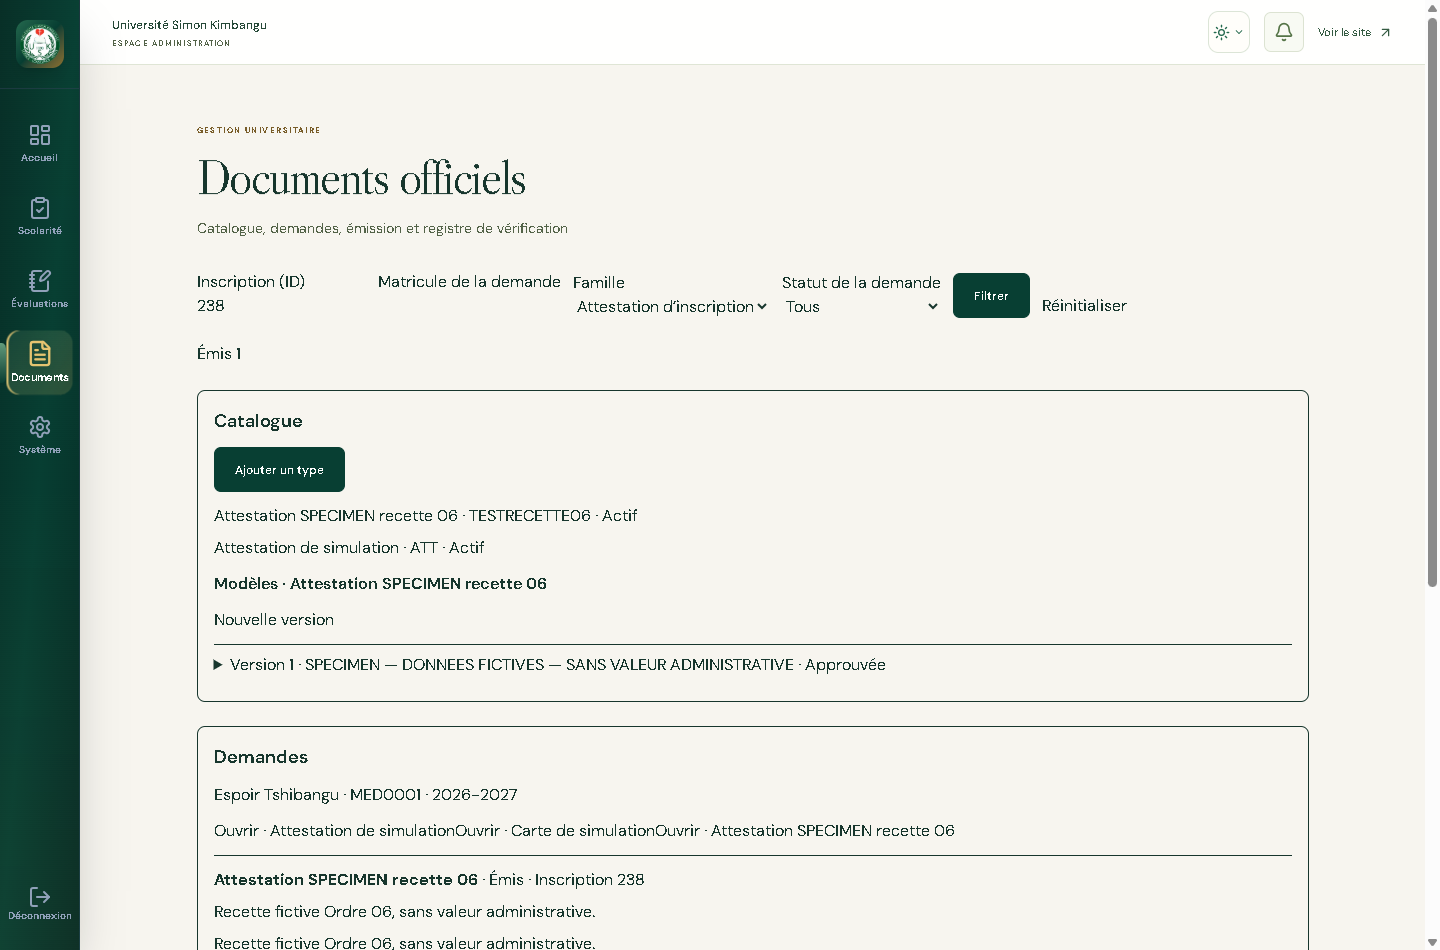 Université Simon Kimbangu
ESPACE ADMINISTRATION
Voir le site
Accueil
Scolarité
Évaluations
Documents
Système
Déconnexion
GESTION UNIVERSITAIRE
Documents officiels
Catalogue, demandes, émission et registre de vérification
Inscription (ID)
238
Matricule de la demande
Famille
Attestation d’inscription
Statut de la demande
Tous
Filtrer
Réinitialiser
Émis 1
Catalogue
Ajouter un type
Attestation SPECIMEN recette 06 · TESTRECETTE06 · Actif
Attestation de simulation · ATT · Actif
Modèles · Attestation SPECIMEN recette 06
Nouvelle version
Version 1 · SPECIMEN — DONNEES FICTIVES — SANS VALEUR ADMINISTRATIVE · Approuvée
Demandes
Espoir Tshibangu · MED0001 · 2026-2027
Ouvrir · Attestation de simulationOuvrir · Carte de simulationOuvrir · Attestation SPECIMEN recette 06
Attestation SPECIMEN recette 06 · Émis · Inscription 238
Recette fictive Ordre 06, sans valeur administrative.
Recette fictive Ordre 06, sans valeur administrative.